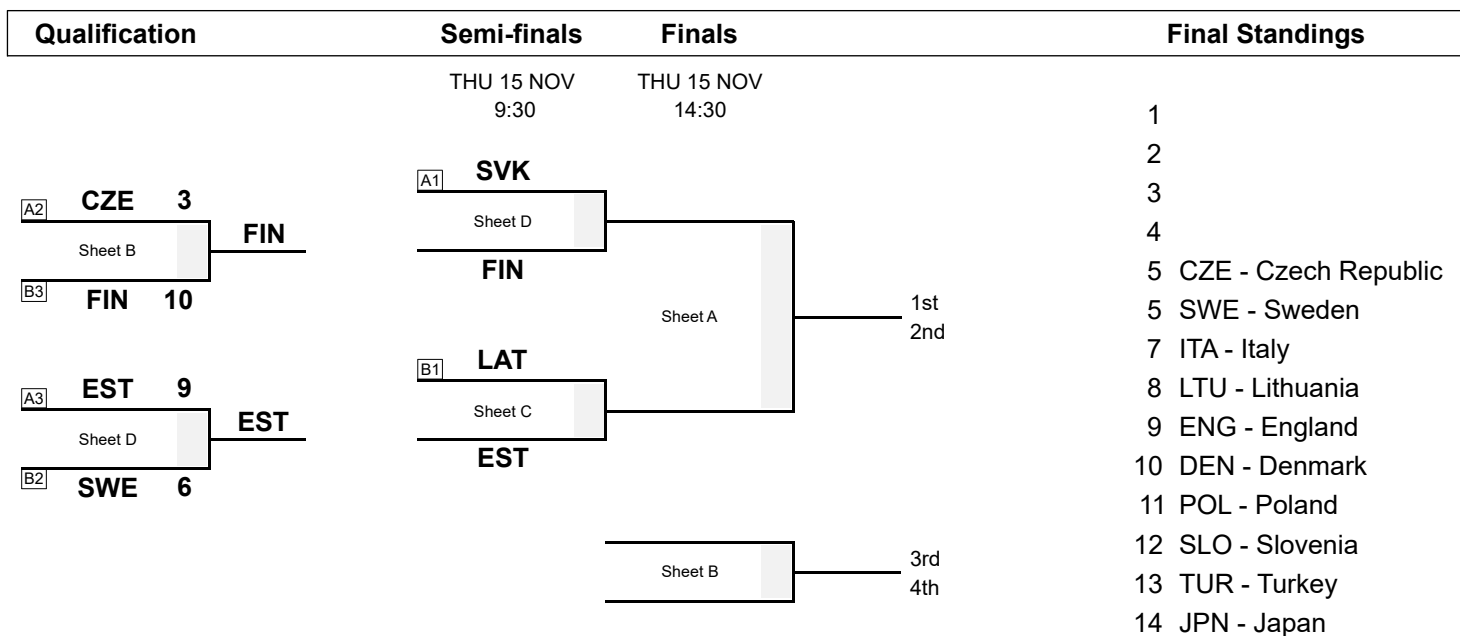 Qualification Semi-finals Finals Final Standings
THU 15 NOV THU 15 NOV
9:30 14:30
1
2
3
4
5 CZE - Czech Republic
5 SWE - Sweden
7 ITA - Italy
8 LTU - Lithuania
9 ENG - England
10 DEN - Denmark
11 POL - Poland
12 SLO - Slovenia
13 TUR - Turkey
14 JPN - Japan
A2 CZE 3
Sheet B FIN
B3 FIN 10
A3 EST 9
Sheet D EST
B2 SWE 6
A1 SVK
Sheet D
FIN
B1 LAT
Sheet C
EST
Sheet A
1st
2nd
Sheet B
3rd
4th